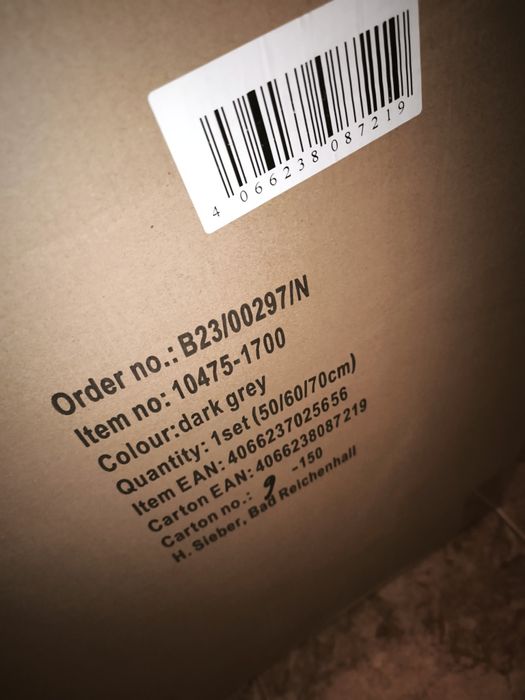 4 066238 087219
Order no.: B23/00297/N
Item no: 10475-1700
Colour:dark grey
Quantity: 1set (50/60/70cm)
Item EAN: 4066237025656
Carton EAN: 4066238087219
Carton no.: 9 -150
H. Sieber, Bad Reichenhall